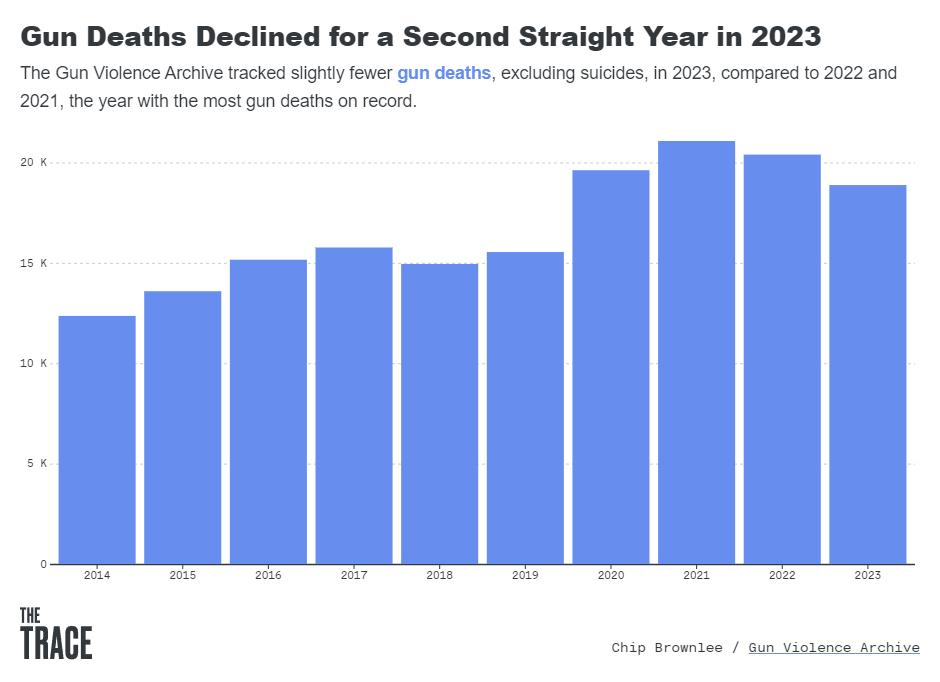 Gun Deaths Declined for a Second Straight Year in 2023
The Gun Violence Archive tracked slightly fewer gun deaths, excluding suicides, in 2023, compared to 2022 and
2021, the year with the most gun deaths on record.
20 K
15 K
10 K
5 K
0
2014 2015 2016 2017 2018 2019 2020 2021 2022 2023
THE
TRACE
Chip Brownlee / Gun Violence Archive